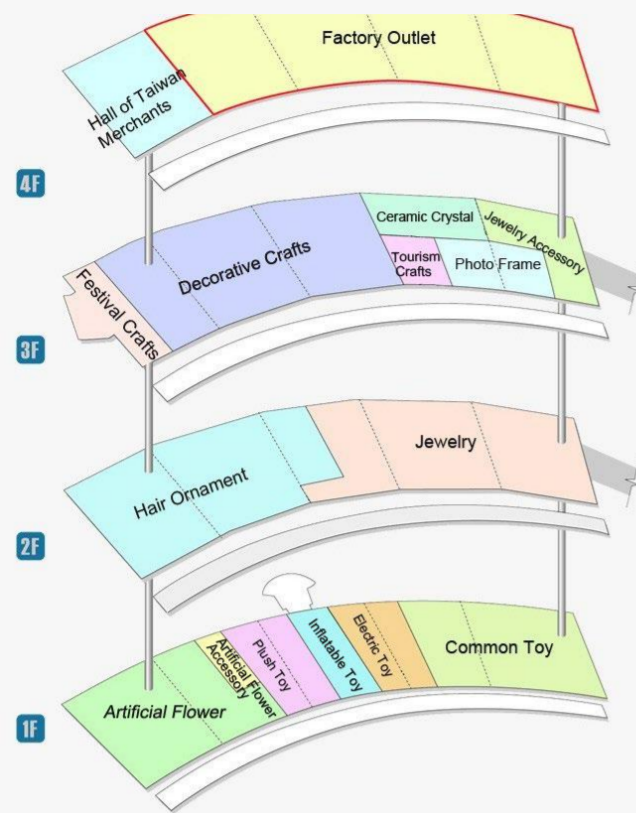 Factory Outlet
Hall of Taiwan
Merchants
4F
Ceramic Crystal
Jewelry Accessory
Decorative Crafts
Tourism
Crafts
Photo Frame
Festival Crafts
3F
Jewelry
Hair Ornament
2F
Artificial Flower
Artificial Flower
Accessory
Plush Toy
Inflatable Toy
Electric Toy
Common Toy
1F